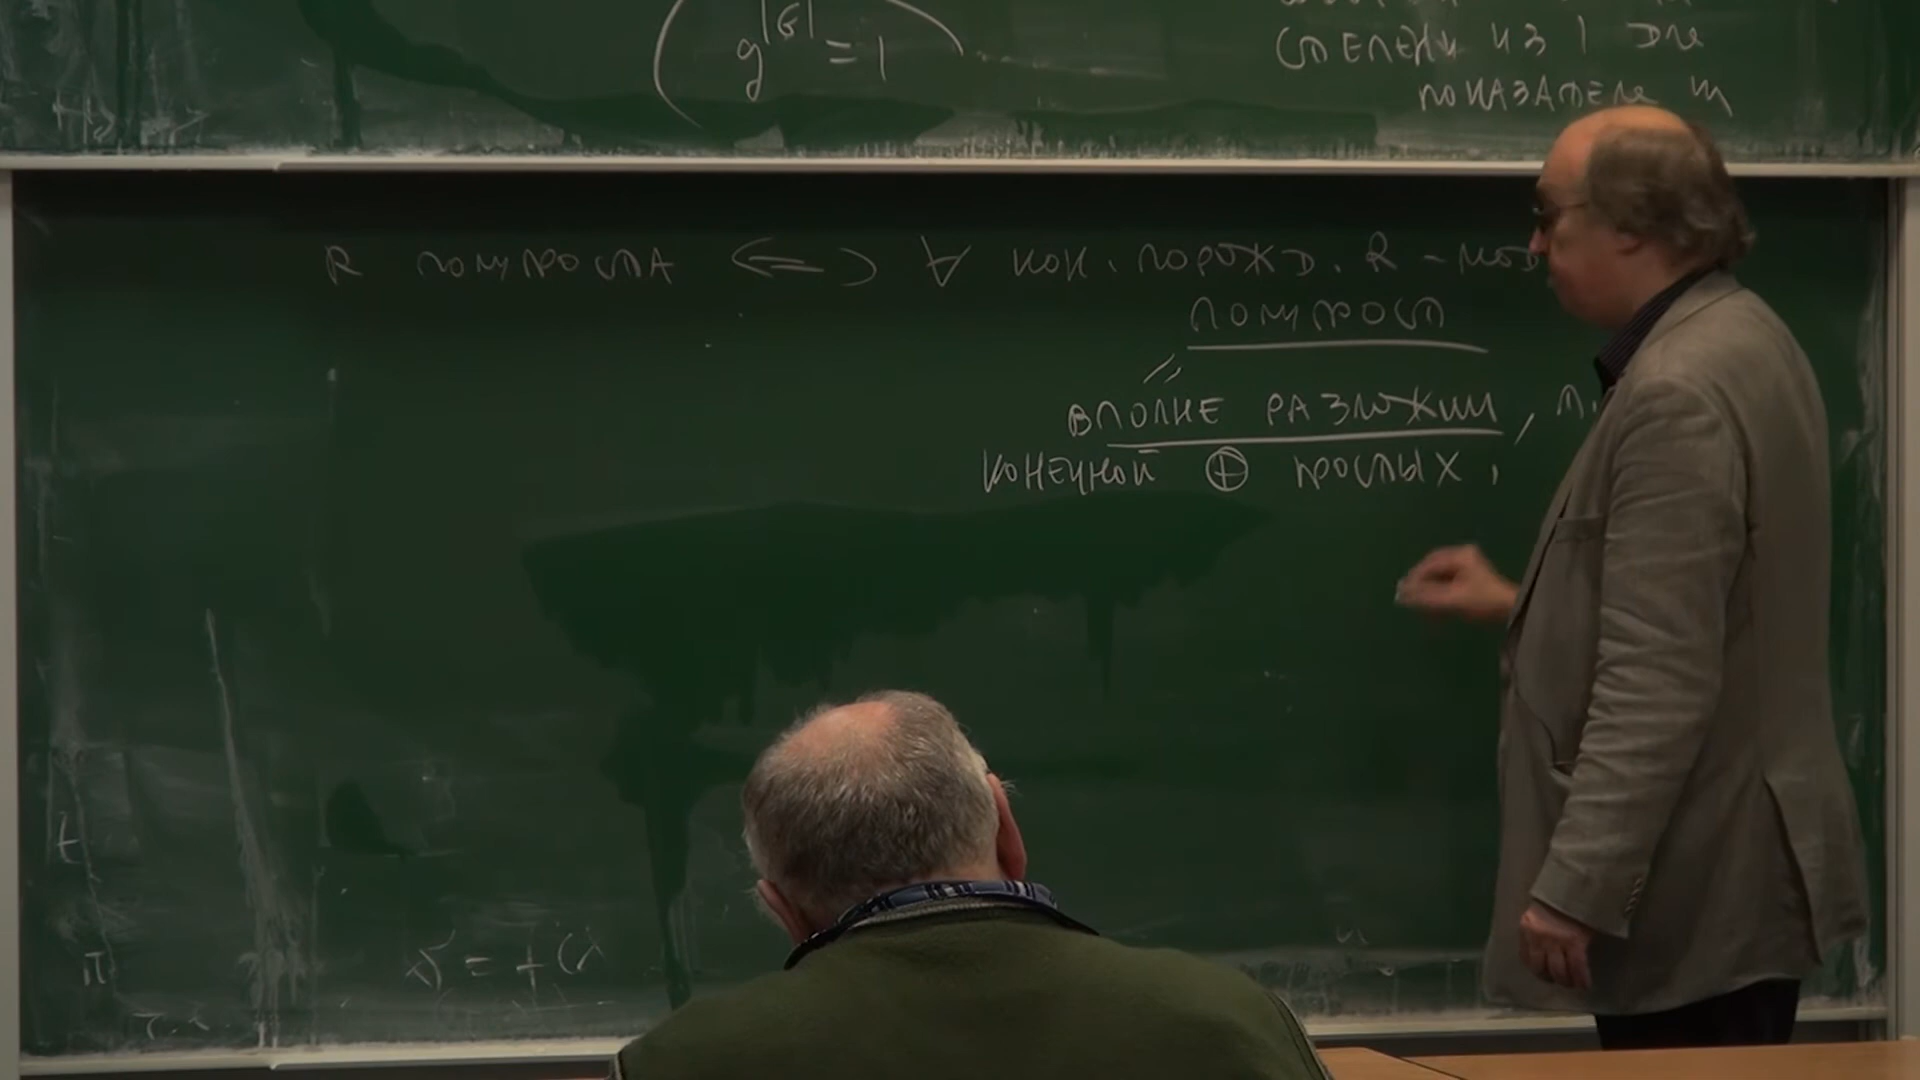 g^|G| = 1
степени из 1 для
показателя m
R полупроста ⟺ ∀ кон. порожд. R-мод
полупрост
"
вполне разложим, т.
конечной ⊕ простых,